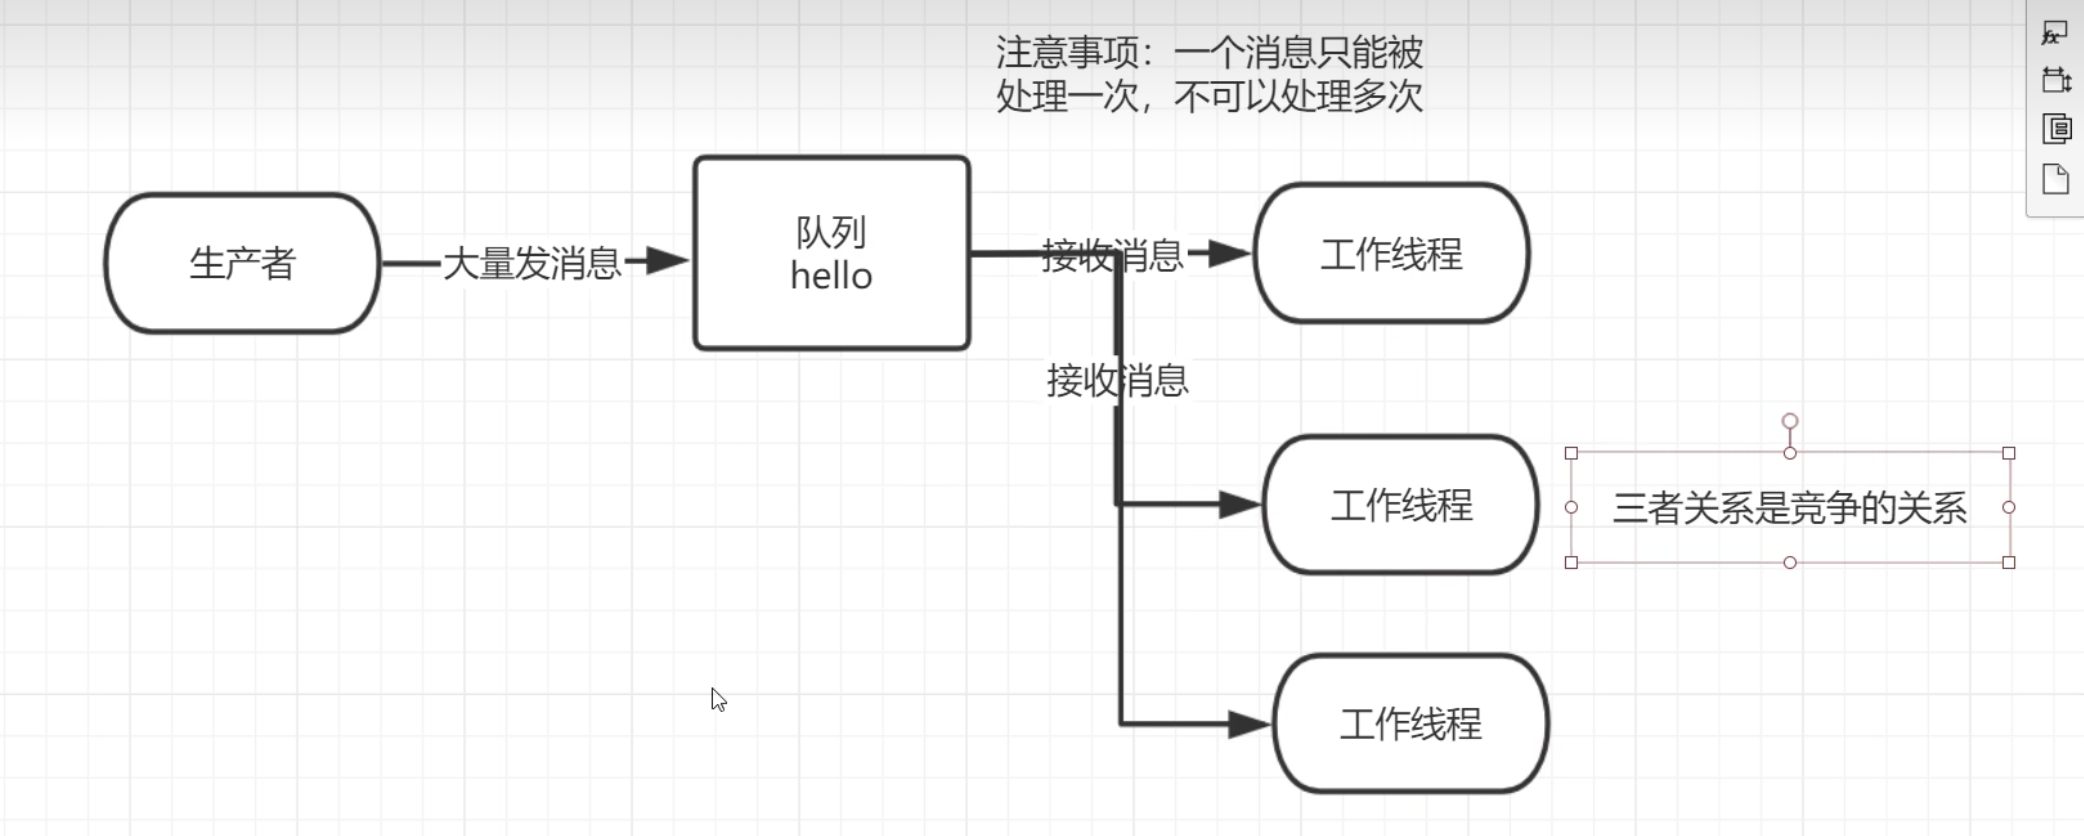 注意事项：一个消息只能被
处理一次，不可以处理多次
生产者
大量发消息
队列
hello
接收消息
工作线程
接收消息
工作线程
三者关系是竞争的关系
工作线程
fx